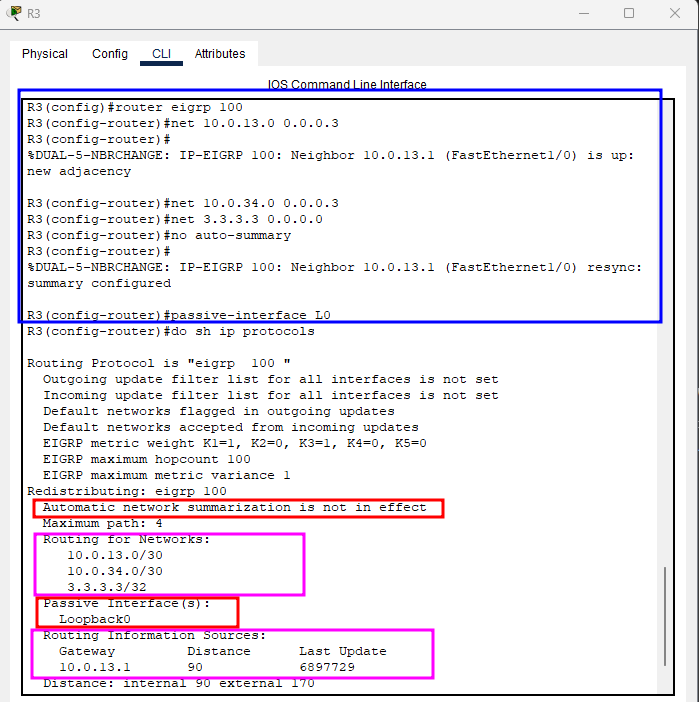 R3
Physical Config CLI Attributes
IOS Command Line Interface
R3(config)#router eigrp 100
R3(config-router)#net 10.0.13.0 0.0.0.3
R3(config-router)#
%DUAL-5-NBRCHANGE: IP-EIGRP 100: Neighbor 10.0.13.1 (FastEthernet1/0) is up:
new adjacency
R3(config-router)#net 10.0.34.0 0.0.0.3
R3(config-router)#net 3.3.3.3 0.0.0.0
R3(config-router)#no auto-summary
R3(config-router)#
%DUAL-5-NBRCHANGE: IP-EIGRP 100: Neighbor 10.0.13.1 (FastEthernet1/0) resync:
summary configured
R3(config-router)#passive-interface L0
R3(config-router)#do sh ip protocols
Routing Protocol is "eigrp  100 "
  Outgoing update filter list for all interfaces is not set
  Incoming update filter list for all interfaces is not set
  Default networks flagged in outgoing updates
  Default networks accepted from incoming updates
  EIGRP metric weight K1=1, K2=0, K3=1, K4=0, K5=0
  EIGRP maximum hopcount 100
  EIGRP maximum metric variance 1
Redistributing: eigrp 100
  Automatic network summarization is not in effect
  Maximum path: 4
  Routing for Networks:
     10.0.13.0/30
     10.0.34.0/30
     3.3.3.3/32
  Passive Interface(s):
    Loopback0
  Routing Information Sources:
    Gateway         Distance      Last Update
    10.0.13.1       90            6897729
  Distance: internal 90 external 170